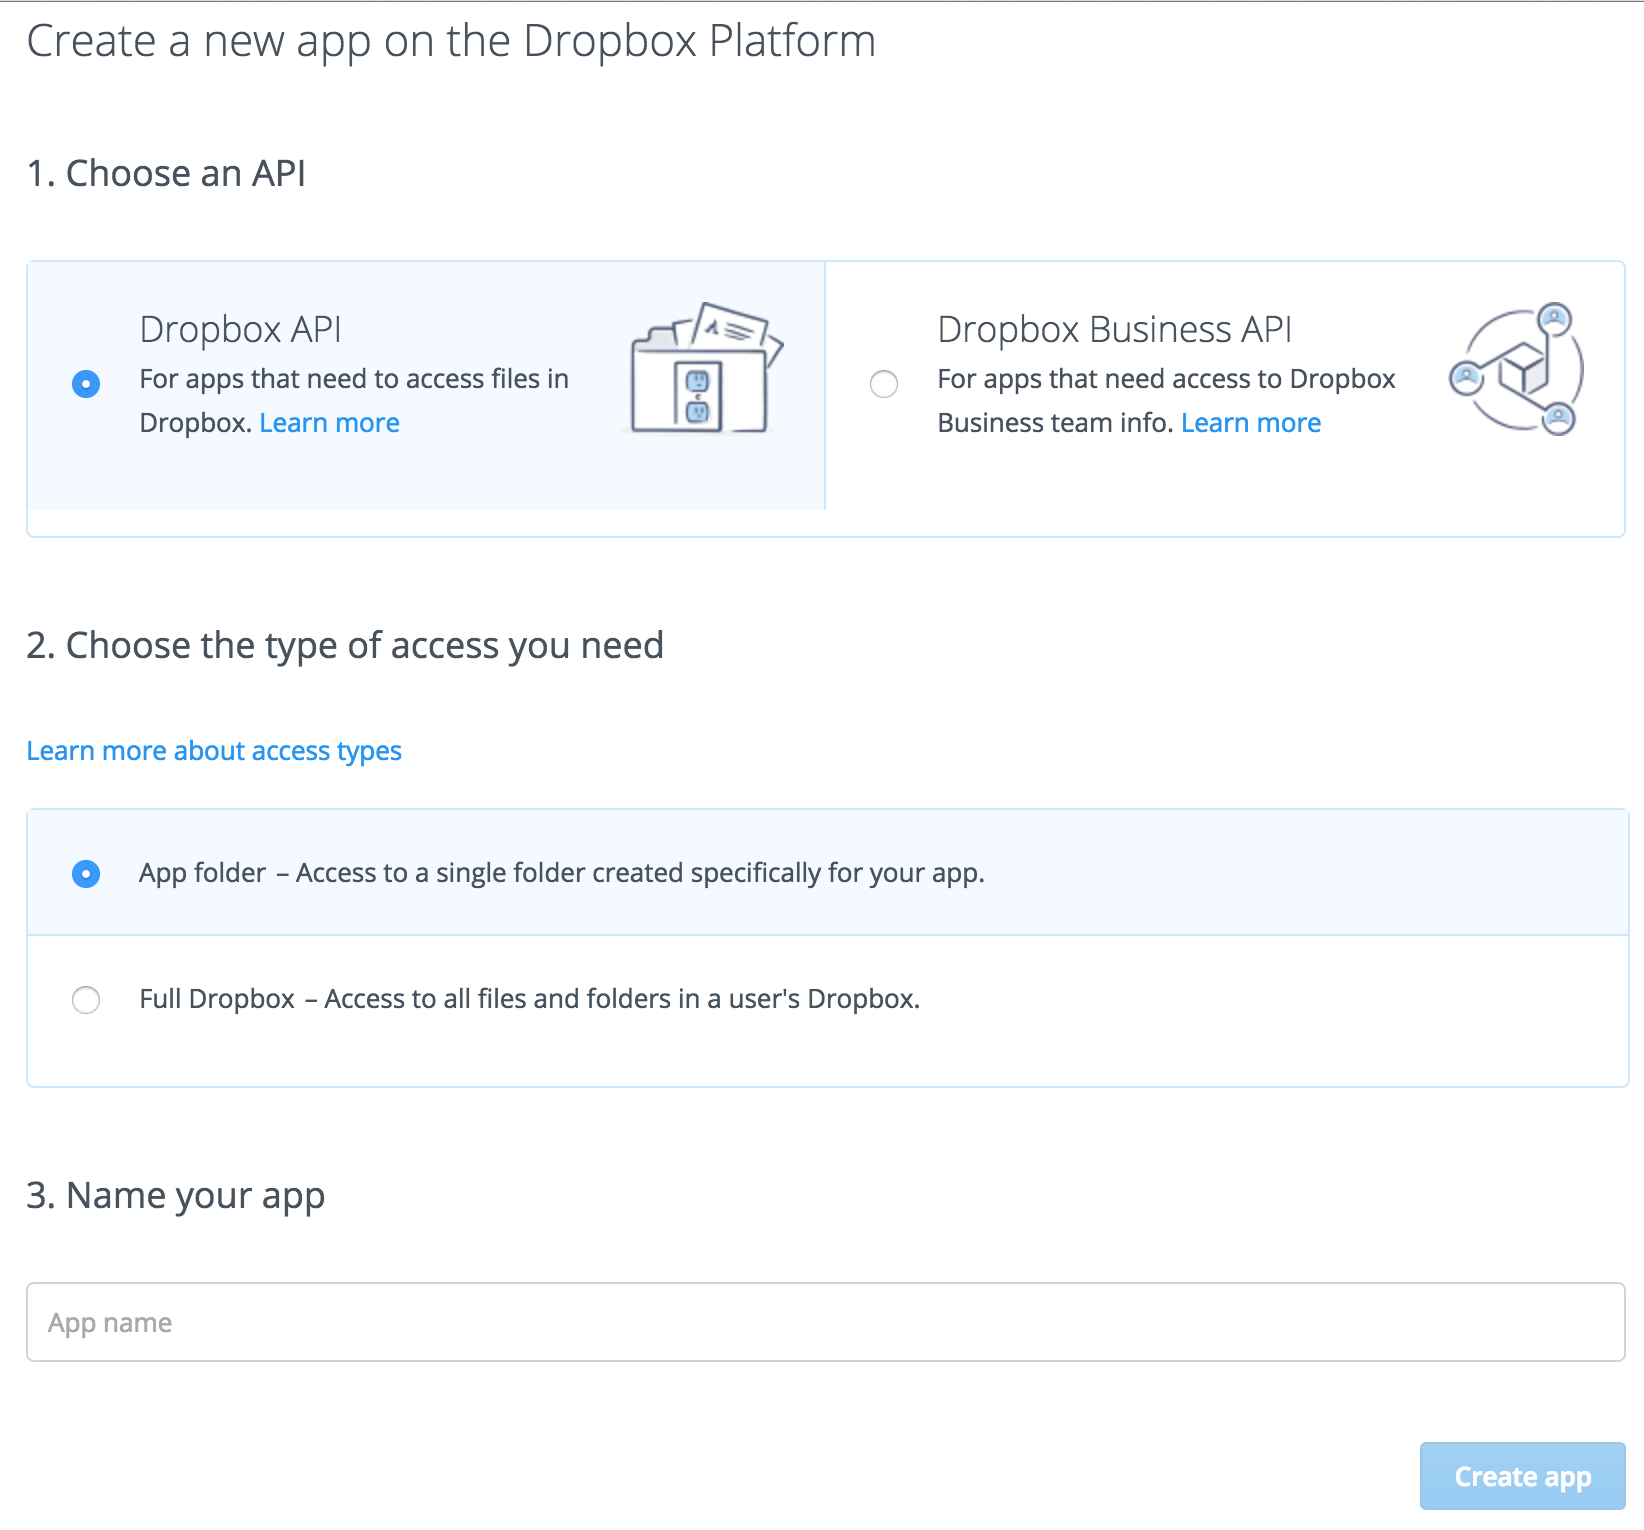 Create a new app on the Dropbox Platform
1. Choose an API
Dropbox API
For apps that need to access files in
Dropbox. Learn more
Dropbox Business API
For apps that need access to Dropbox
Business team info. Learn more
2. Choose the type of access you need
Learn more about access types
App folder – Access to a single folder created specifically for your app.
Full Dropbox – Access to all files and folders in a user's Dropbox.
3. Name your app
App name
Create app